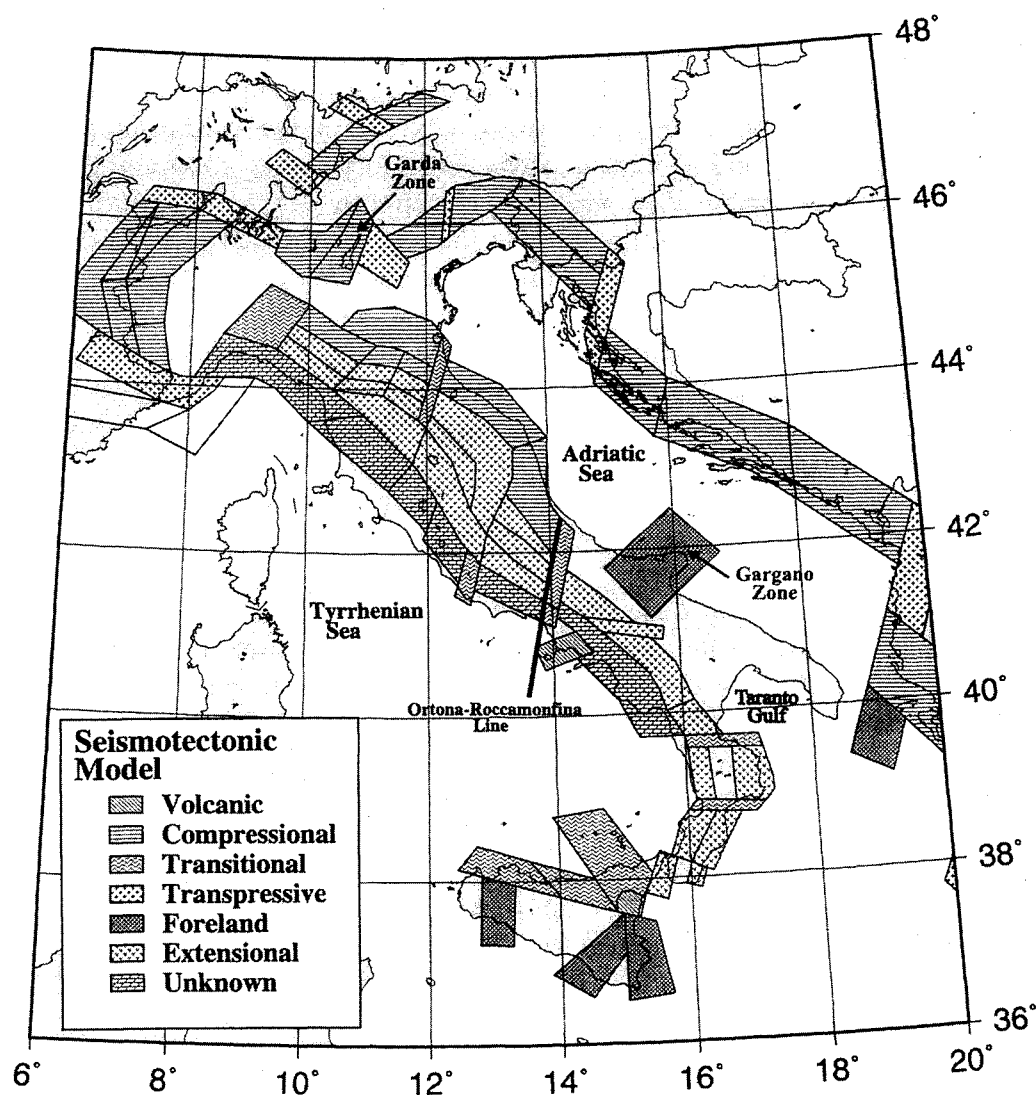 48°
Garda
Zone
46°
44°
Adriatic
Sea
42°
Gargano
Zone
Tyrrhenian
Sea
40°
Taranto
Gulf
Ortona-Roccamonfina
Line
Seismotectonic
Model
Volcanic
Compressional
Transitional
Transpressive
Foreland
Extensional
Unknown
38°
36°
6°
8°
10°
12°
14°
16°
18°
20°